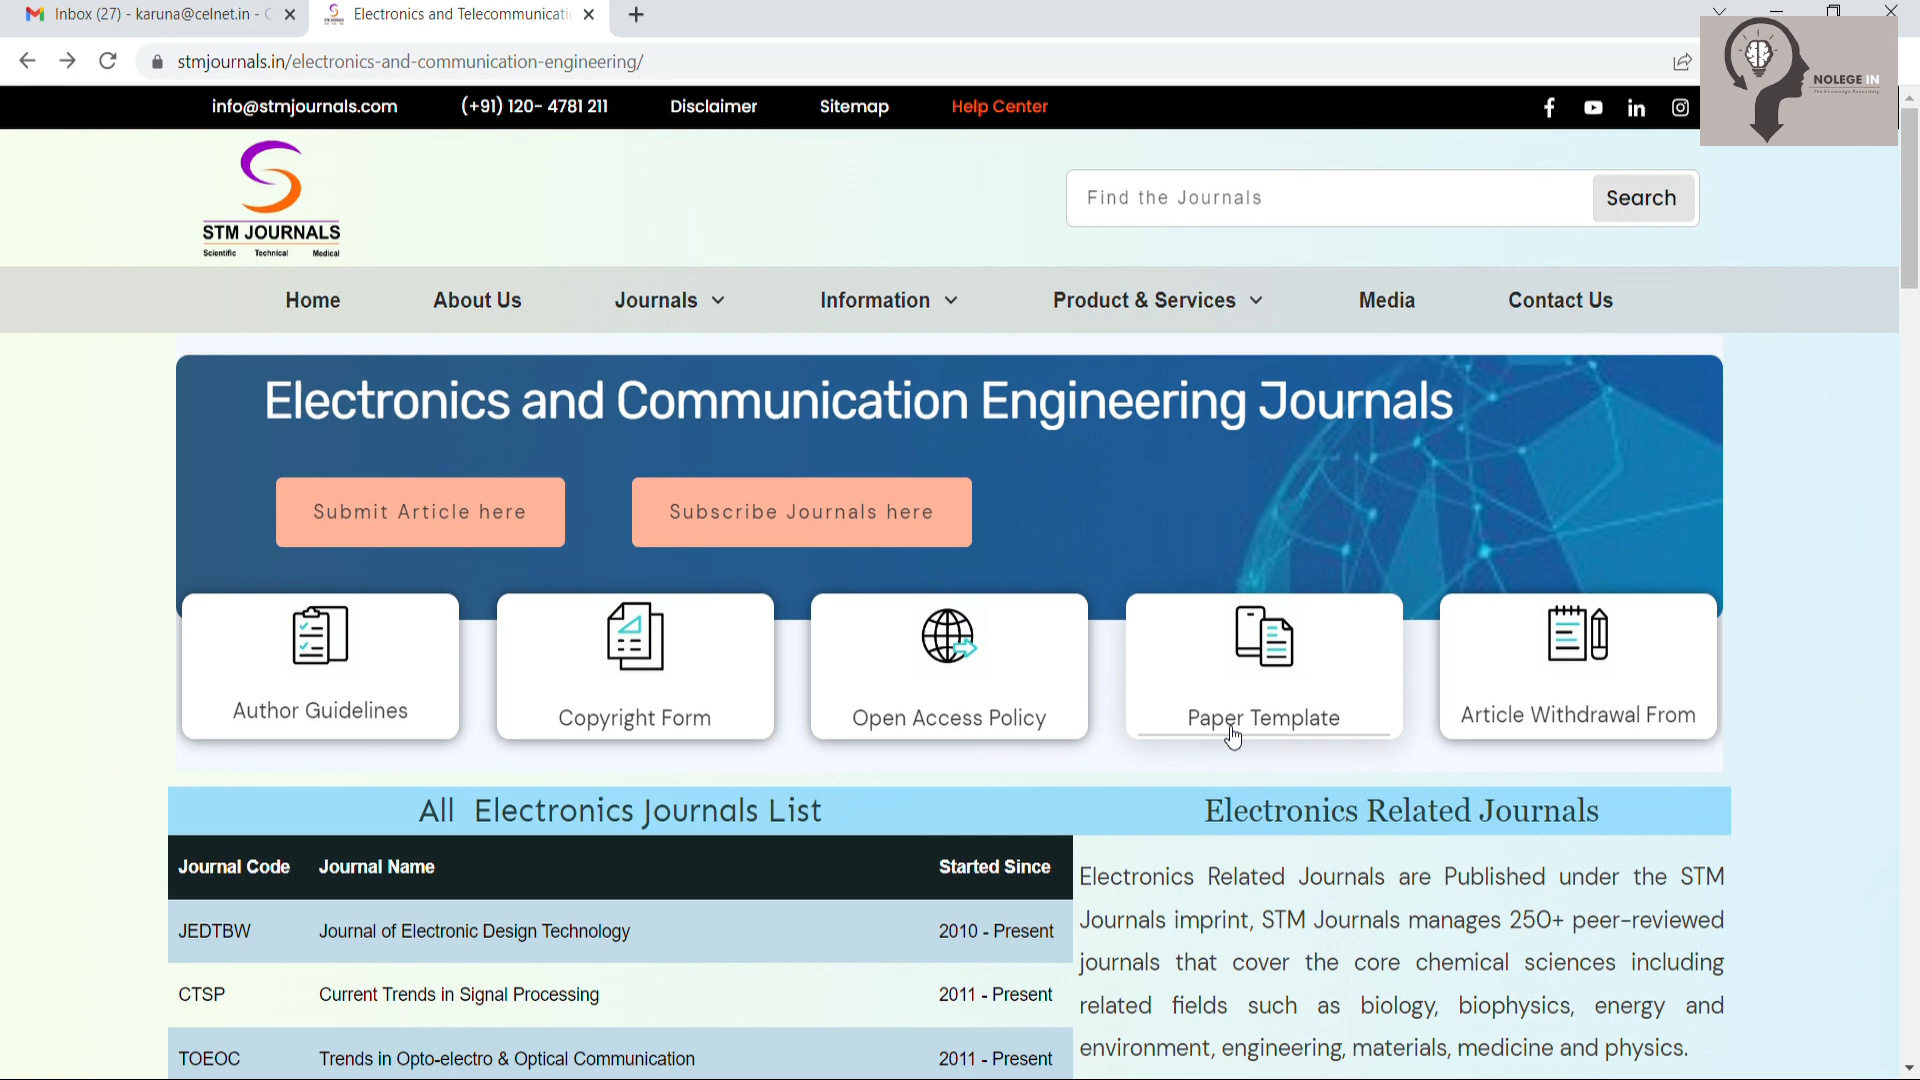 Inbox (27) - karuna@celnet.in -
Electronics and Telecommunicati
stmjournals.in/electronics-and-communication-engineering/
NOLEGE IN
The Knowledge Repository
info@stmjournals.com (+91) 120- 4781 211 Disclaimer Sitemap Help Center
STM JOURNALS
Scientific Technical Medical
Find the Journals
Search
Home About Us Journals Information Product & Services Media Contact Us
Electronics and Communication Engineering Journals
Submit Article here Subscribe Journals here
Author Guidelines Copyright Form Open Access Policy Paper Template Article Withdrawal From
All Electronics Journals List
Journal Code Journal Name Started Since
JEDTBW Journal of Electronic Design Technology 2010 - Present
CTSP Current Trends in Signal Processing 2011 - Present
TOEOC Trends in Opto-electro & Optical Communication 2011 - Present
Electronics Related Journals
Electronics Related Journals are Published under the STM
Journals imprint, STM Journals manages 250+ peer-reviewed
journals that cover the core chemical sciences including
related fields such as biology, biophysics, energy and
environment, engineering, materials, medicine and physics.